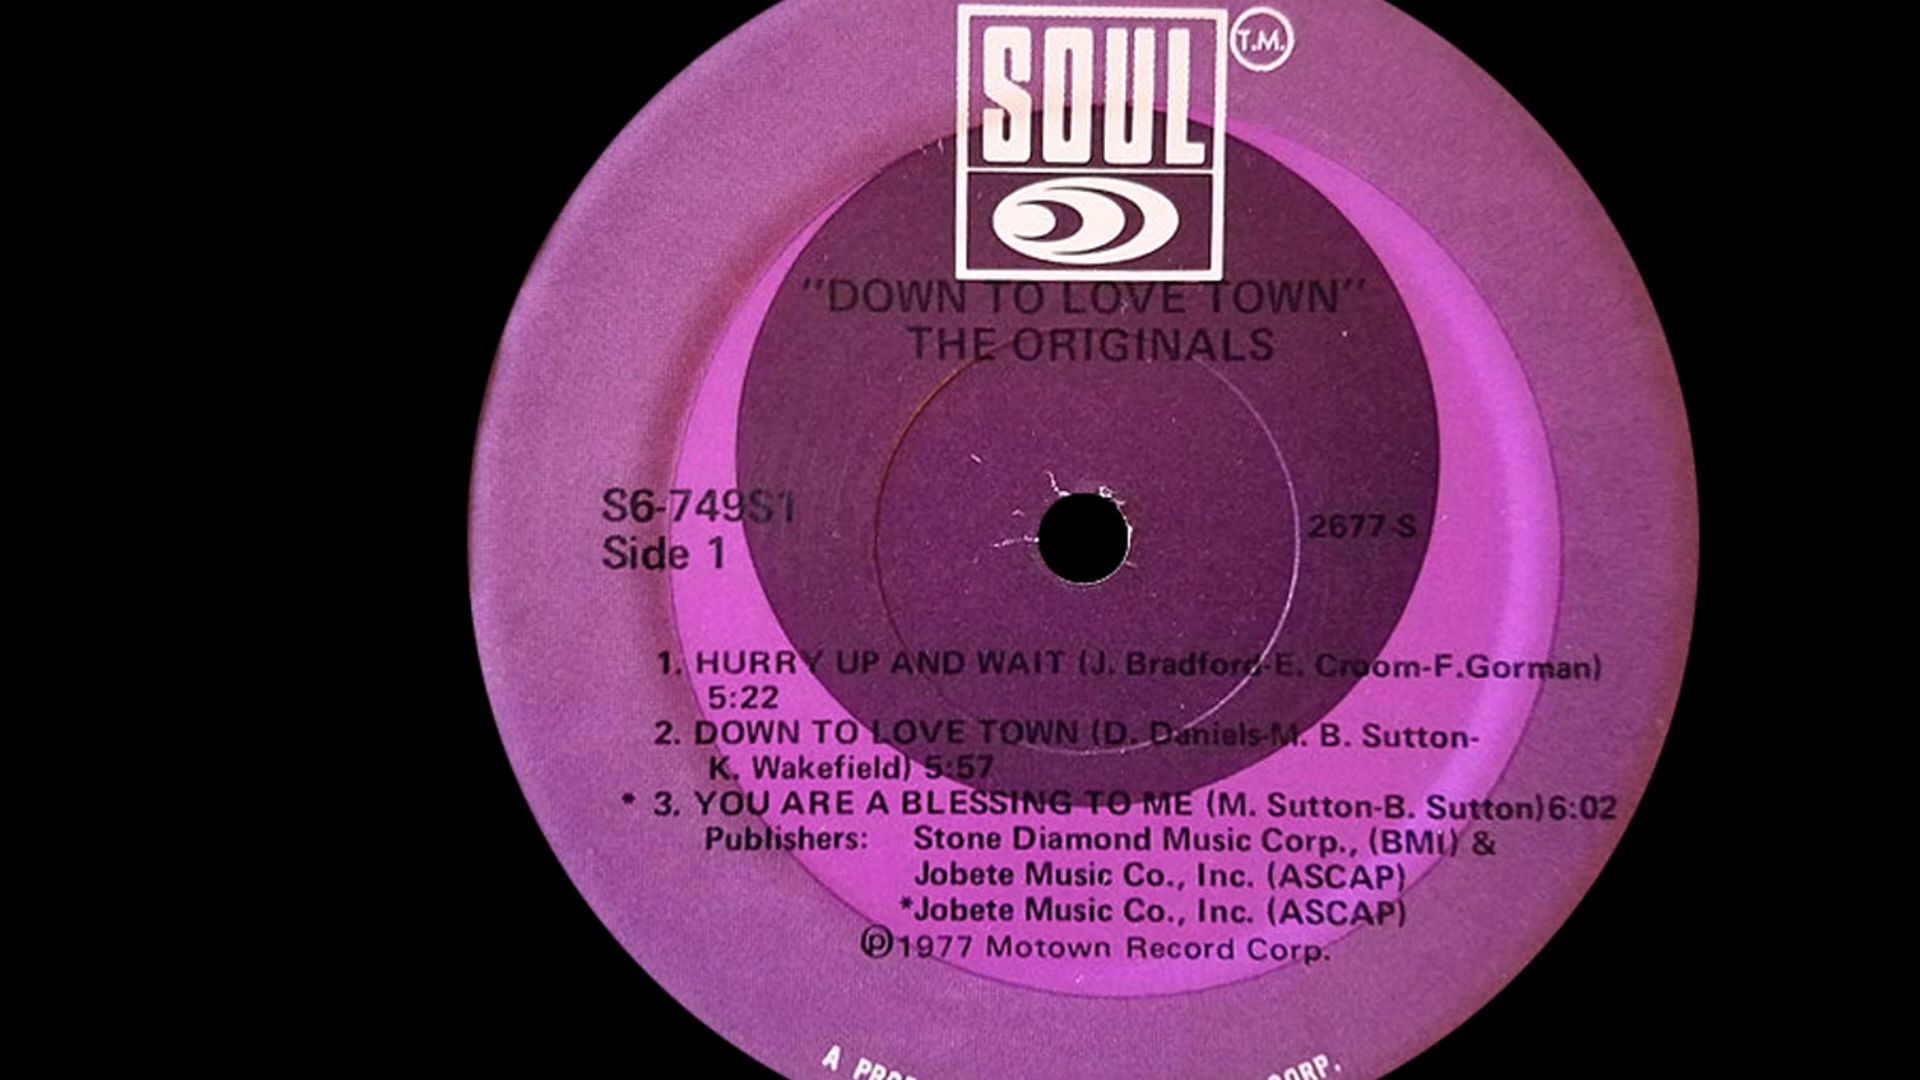 SOUL
T.M.
"DOWN TO LOVE TOWN"
THE ORIGINALS
S6-749S1
Side 1
2677-S
1. HURRY UP AND WAIT (J. Bradford-E. Croom-F.Gorman)
5:22
2. DOWN TO LOVE TOWN (D. Daniels-M. B. Sutton-
K. Wakefield) 5:57
* 3. YOU ARE A BLESSING TO ME (M. Sutton-B. Sutton)6:02
Publishers: Stone Diamond Music Corp., (BMI) &
Jobete Music Co., Inc. (ASCAP)
*Jobete Music Co., Inc. (ASCAP)
℗1977 Motown Record Corp.
A CORP.